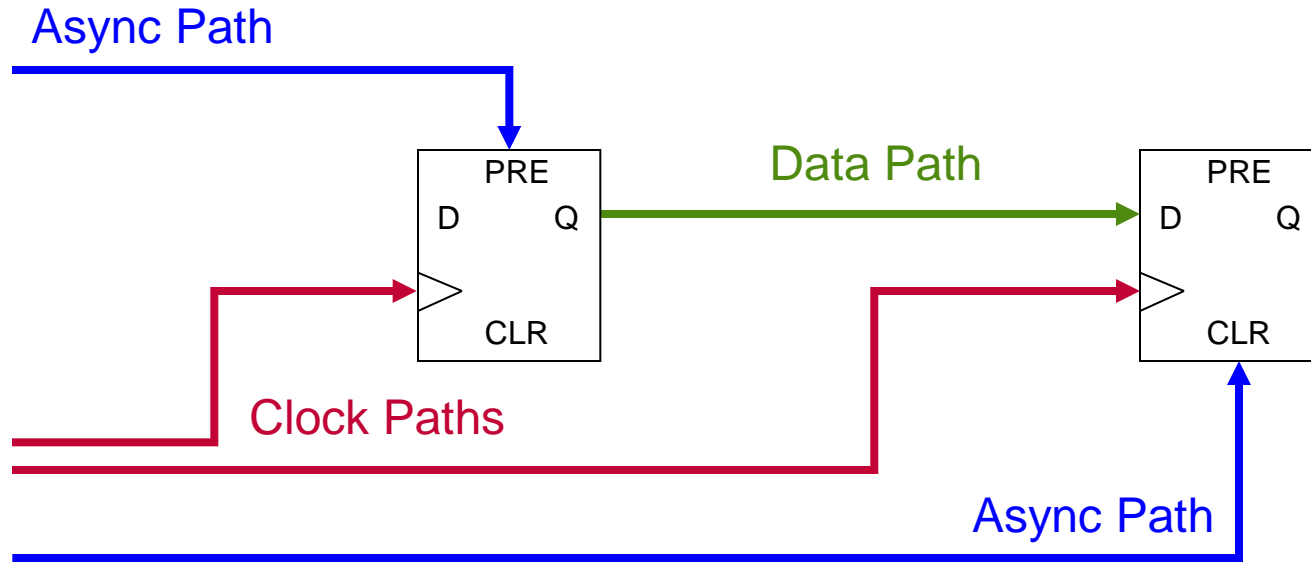 Async Path
PRE
D Q
CLR
Data Path
PRE
D Q
CLR
Clock Paths
Async Path